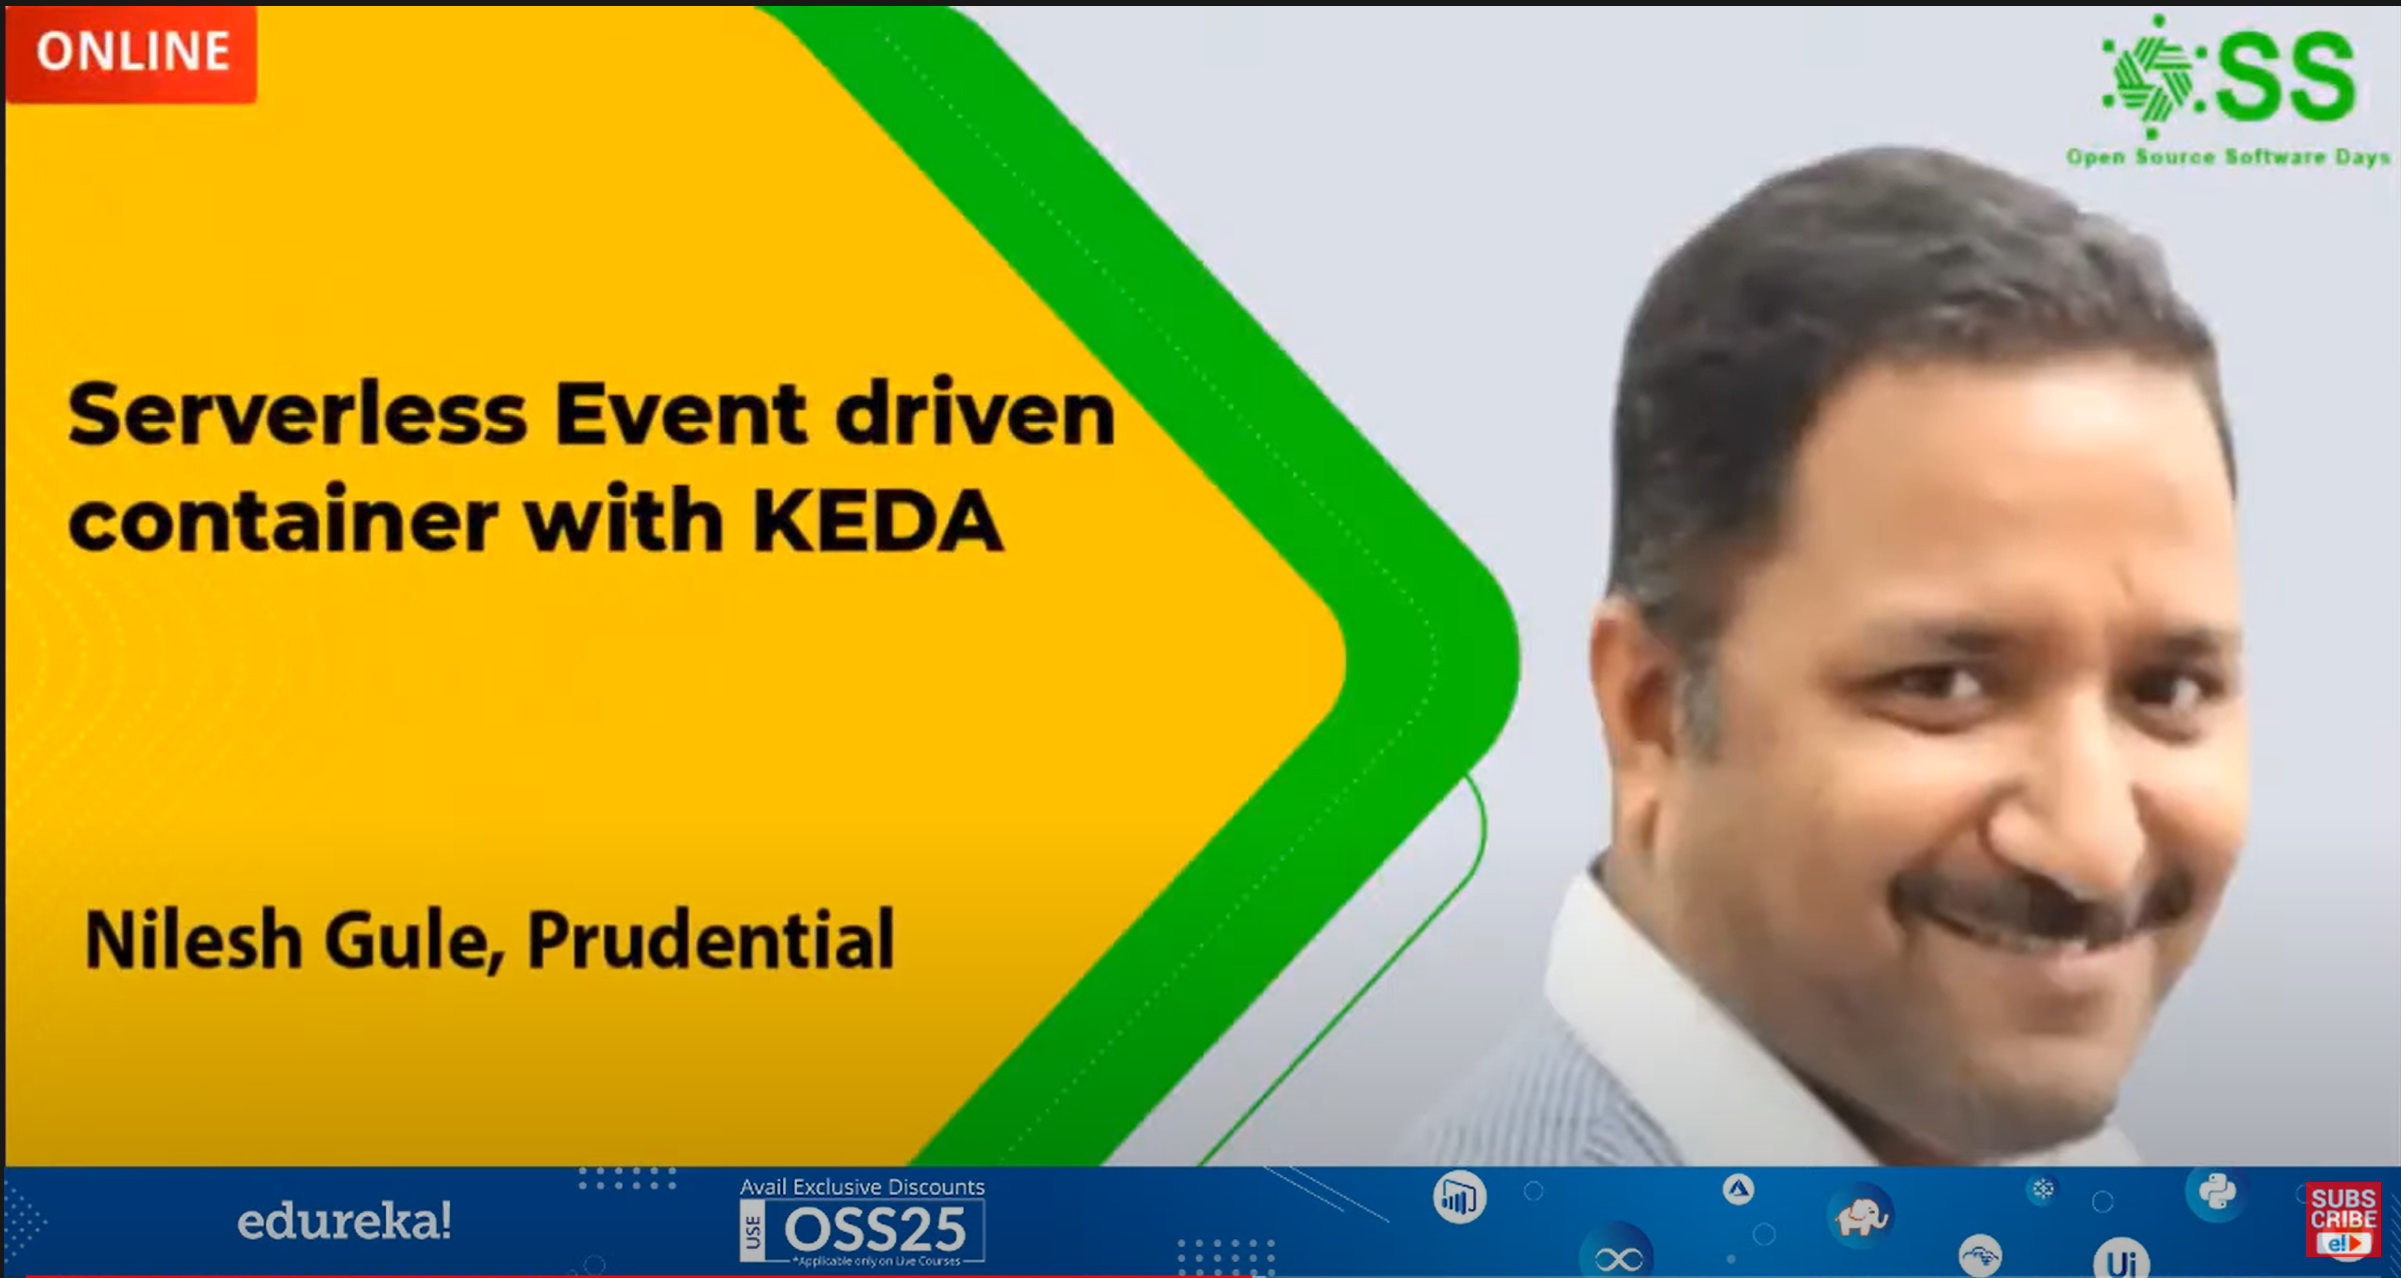 ONLINE
SS
Open Source Software Days
Serverless Event driven
container with KEDA
Nilesh Gule, Prudential
edureka!
Avail Exclusive Discounts
USE
OSS25
*Applicable only on Live Courses
Ui
SUBS
CRIBE
e!